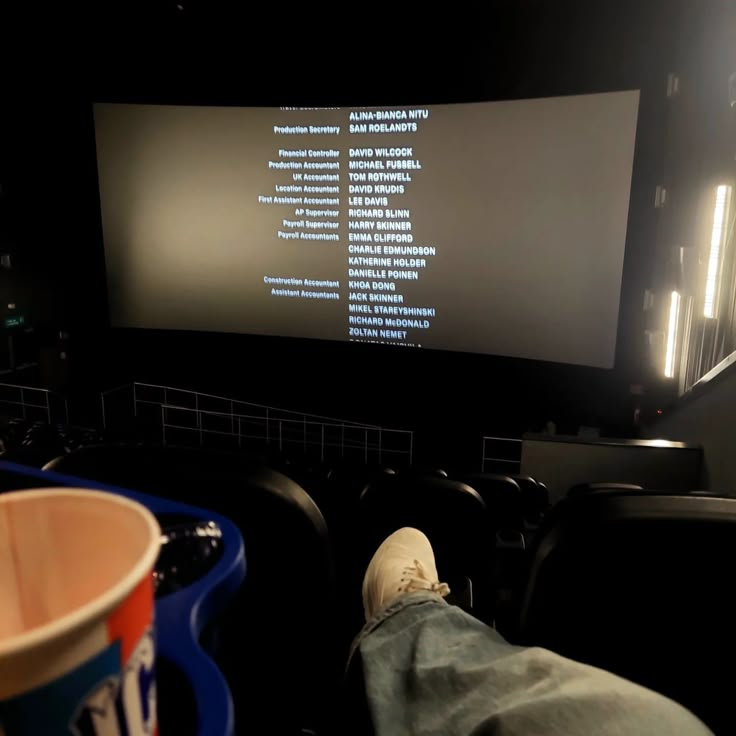 ALINA-BIANCA NITU
Production Secretary SAM ROELANDTS
Financial Controller DAVID WILCOCK
Production Accountant MICHAEL FUSSELL
UK Accountant TOM ROTHWELL
Location Accountant DAVID KRUDIS
First Assistant Accountant LEE DAVIS
AP Supervisor RICHARD SLINN
Payroll Supervisor HARRY SKINNER
Payroll Accountants EMMA CLIFFORD
CHARLIE EDMUNDSON
KATHERINE HOLDER
DANIELLE POINEN
Construction Accountant KHOA DONG
Assistant Accountants JACK SKINNER
MIKEL STAREYSHINSKI
RICHARD McDONALD
ZOLTAN NEMET